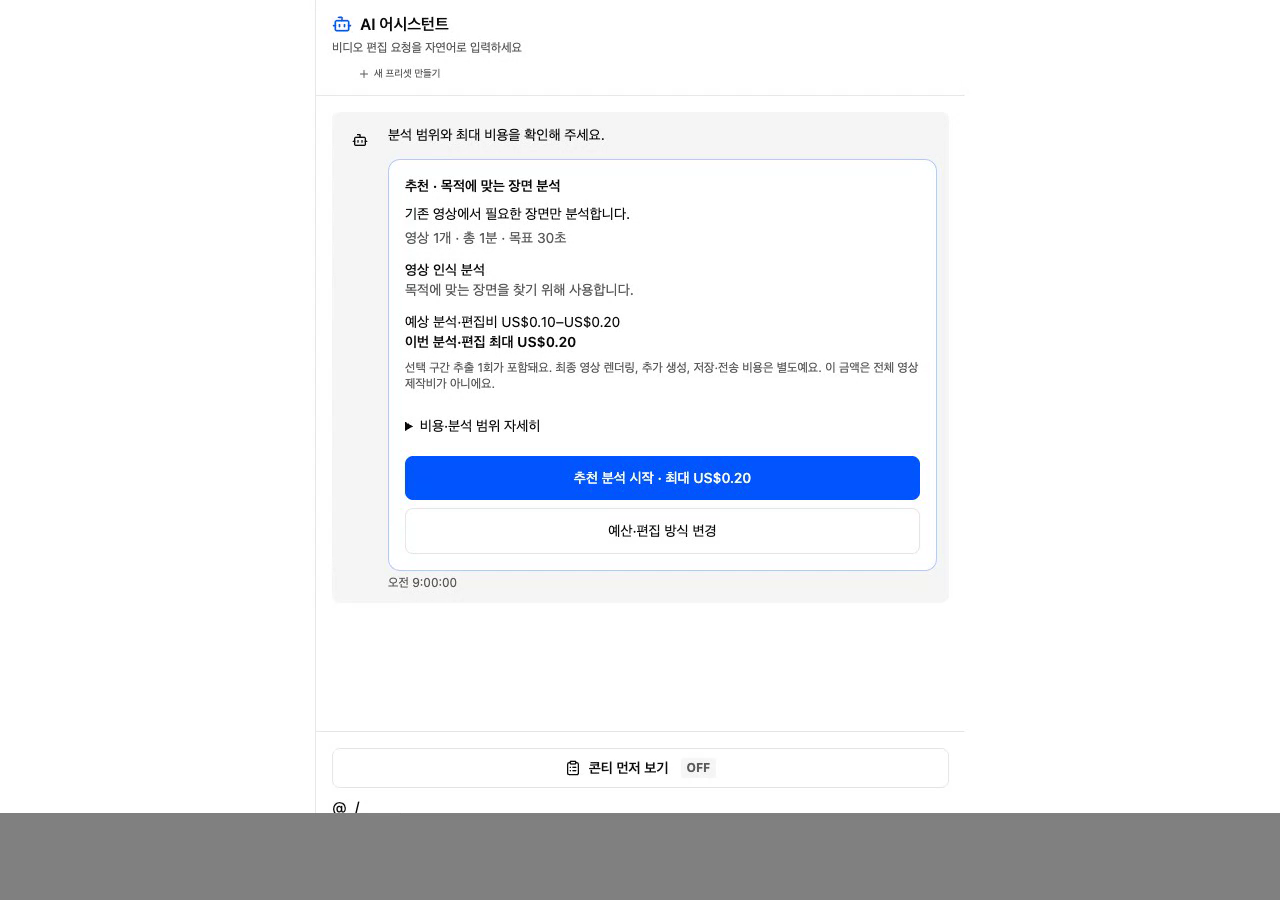 AI 어시스턴트
비디오 편집 요청을 자연어로 입력하세요
+ 새 프리셋 만들기
분석 범위와 최대 비용을 확인해 주세요.
추천 · 목적에 맞는 장면 분석
기존 영상에서 필요한 장면만 분석합니다.
영상 1개 · 총 1분 · 목표 30초
영상 인식 분석
목적에 맞는 장면을 찾기 위해 사용합니다.
예상 분석·편집비 US$0.10–US$0.20
이번 분석·편집 최대 US$0.20
선택 구간 추출 1회가 포함돼요. 최종 영상 렌더링, 추가 생성, 저장·전송 비용은 별도예요. 이 금액은 전체 영상
제작비가 아니에요.
▶ 비용·분석 범위 자세히
추천 분석 시작 · 최대 US$0.20
예산·편집 방식 변경
오전 9:00:00
콘티 먼저 보기 OFF
@ /